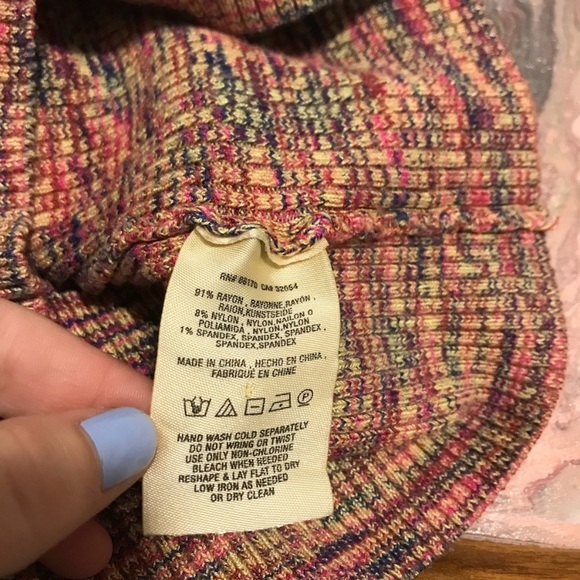 RN# 66170 CA# 32054
91% RAYON , RAYONNE,RAYON ,
RAION,KUNSTSEIDE
8% NYLON , NYLON,NAILON O
POLIAMIDA , NYLON,NYLON
1% SPANDEX, SPANDEX , SPANDEX ,
SPANDEX,SPANDEX
MADE IN CHINA , HECHO EN CHINA ,
FABRIQUÉ EN CHINE
P
HAND WASH COLD SEPARATELY
DO NOT WRING OR TWIST
USE ONLY NON-CHLORINE
BLEACH WHEN NEEDED
RESHAPE & LAY FLAT TO DRY
LOW IRON AS NEEDED
OR DRY CLEAN